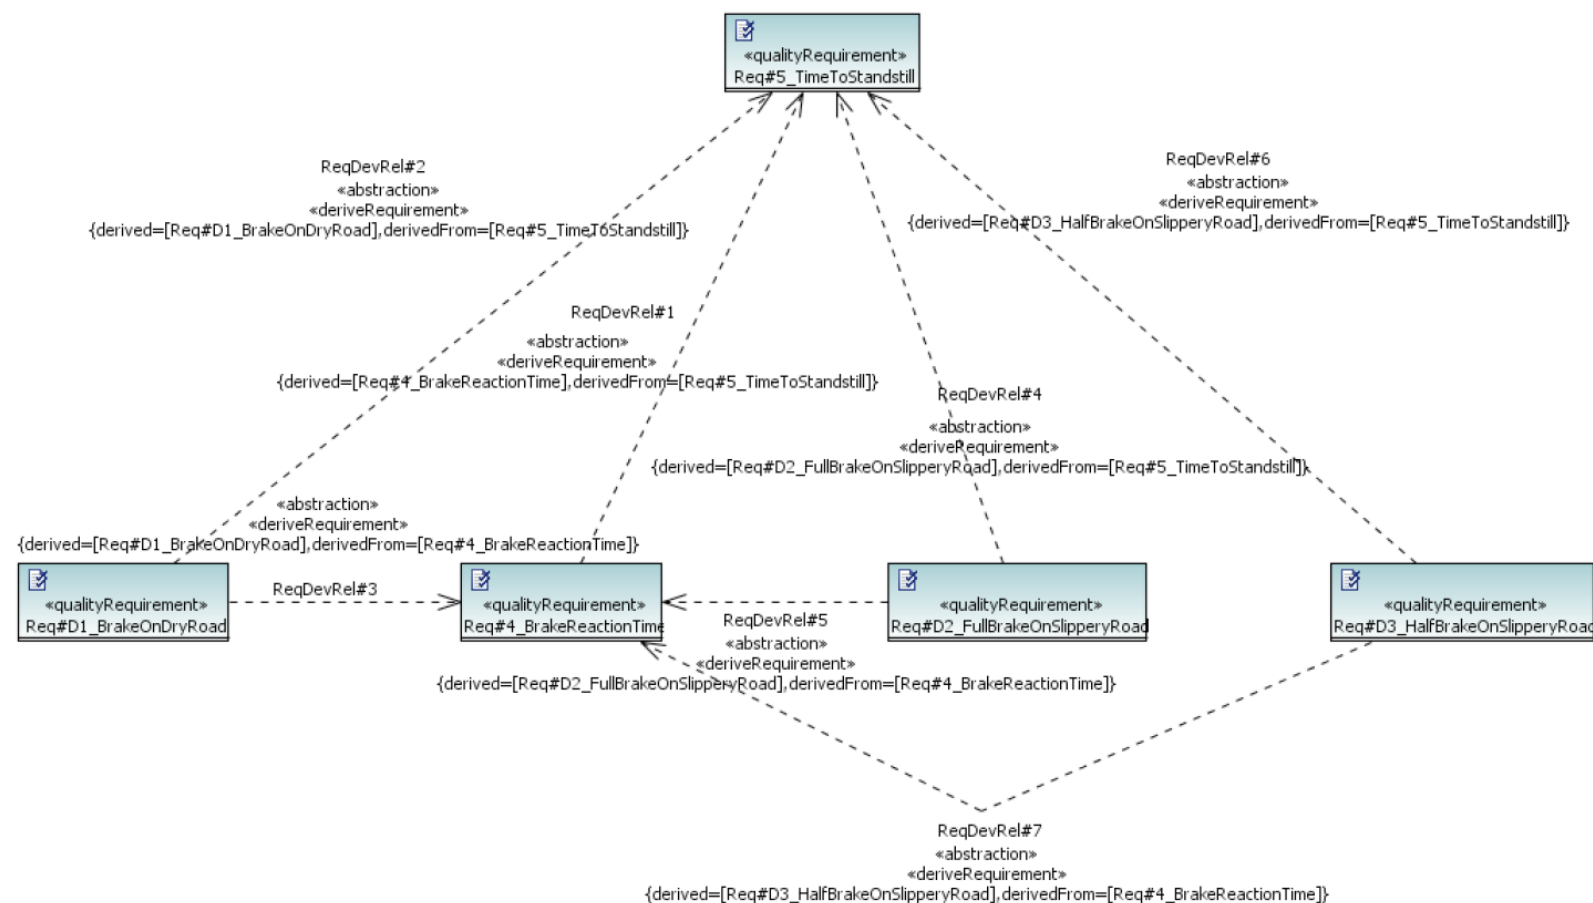 «qualityRequirement»
Req#5_TimeToStandstill
ReqDevRel#2
«abstraction»
«deriveRequirement»
{derived=[Req#D1_BrakeOnDryRoad],derivedFrom=[Req#5_TimeToStandstill]}
ReqDevRel#6
«abstraction»
«deriveRequirement»
{derived=[Req#D3_HalfBrakeOnSlipperyRoad],derivedFrom=[Req#5_TimeToStandstill]}
ReqDevRel#1
«abstraction»
«deriveRequirement»
{derived=[Req#4_BrakeReactionTime],derivedFrom=[Req#5_TimeToStandstill]}
ReqDevRel#4
«abstraction»
«deriveRequirement»
{derived=[Req#D2_FullBrakeOnSlipperyRoad],derivedFrom=[Req#5_TimeToStandstill]}
«abstraction»
«deriveRequirement»
{derived=[Req#D1_BrakeOnDryRoad],derivedFrom=[Req#4_BrakeReactionTime]}
ReqDevRel#3
«qualityRequirement»
Req#D1_BrakeOnDryRoad
«qualityRequirement»
Req#4_BrakeReactionTime
«qualityRequirement»
Req#D2_FullBrakeOnSlipperyRoad
«qualityRequirement»
Req#D3_HalfBrakeOnSlipperyRoad
ReqDevRel#5
«abstraction»
«deriveRequirement»
{derived=[Req#D2_FullBrakeOnSlipperyRoad],derivedFrom=[Req#4_BrakeReactionTime]}
ReqDevRel#7
«abstraction»
«deriveRequirement»
{derived=[Req#D3_HalfBrakeOnSlipperyRoad],derivedFrom=[Req#4_BrakeReactionTime]}